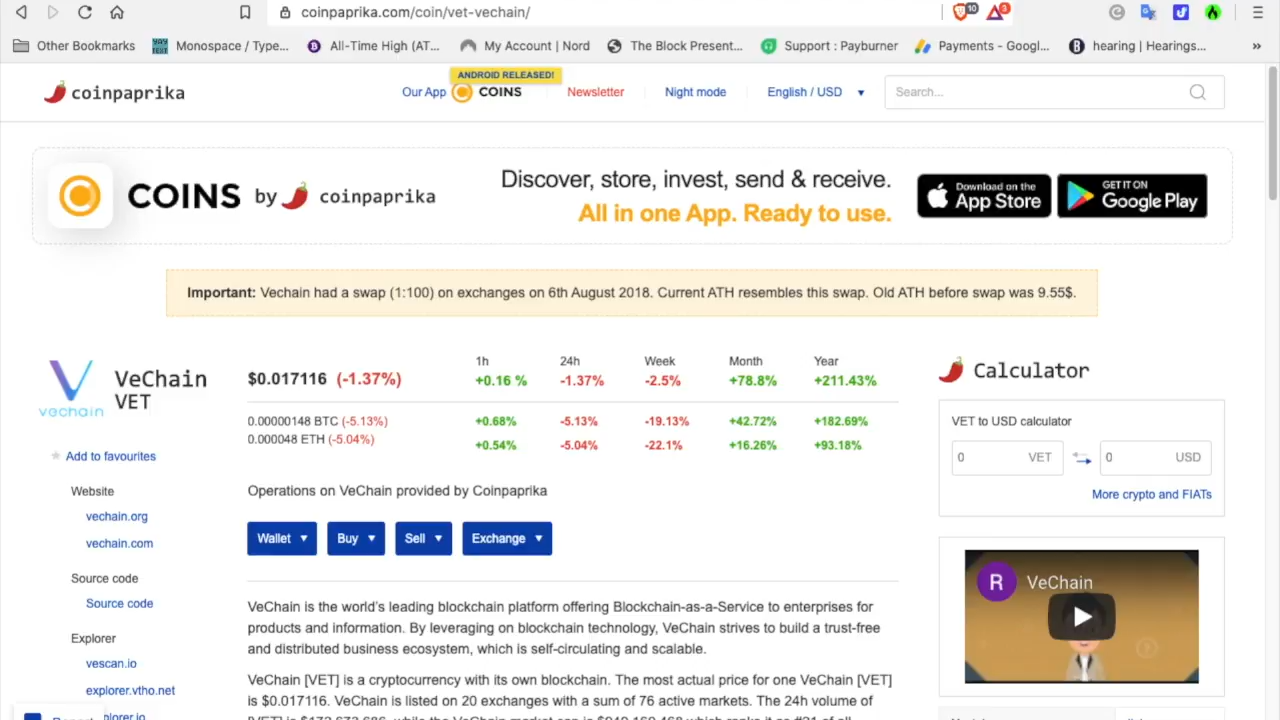 coinpaprika.com/coin/vet-vechain/
10
3
Other Bookmarks
Monospace / Type...
All-Time High (AT...
My Account | Nord
The Block Present...
Support : Payburner
Payments - Googl...
hearing | Hearings...
»
coinpaprika
Our App
ANDROID RELEASED!
COINS
Newsletter
Night mode
English / USD
Search...
COINS by coinpaprika
Discover, store, invest, send & receive.
All in one App. Ready to use.
Download on the
App Store
GET IT ON
Google Play
Important: Vechain had a swap (1:100) on exchanges on 6th August 2018. Current ATH resembles this swap. Old ATH before swap was 9.55$.
vechain
VeChain
VET
Add to favourites
Website
vechain.org
vechain.com
Source code
Source code
Explorer
vescan.io
explorer.vtho.net
1h 24h Week Month Year
$0.017116 (-1.37%) +0.16 % -1.37% -2.5% +78.8% +211.43%
0.00000148 BTC (-5.13%) +0.68% -5.13% -19.13% +42.72% +182.69%
0.000048 ETH (-5.04%) +0.54% -5.04% -22.1% +16.26% +93.18%
Operations on VeChain provided by Coinpaprika
Wallet
Buy
Sell
Exchange
VeChain is the world's leading blockchain platform offering Blockchain-as-a-Service to enterprises for
products and information. By leveraging on blockchain technology, VeChain strives to build a trust-free
and distributed business ecosystem, which is self-circulating and scalable.
VeChain [VET] is a cryptocurrency with its own blockchain. The most actual price for one VeChain [VET]
is $0.017116. VeChain is listed on 20 exchanges with a sum of 76 active markets. The 24h volume of
Calculator
VET to USD calculator
0 VET
0 USD
More crypto and FIATs
R VeChain